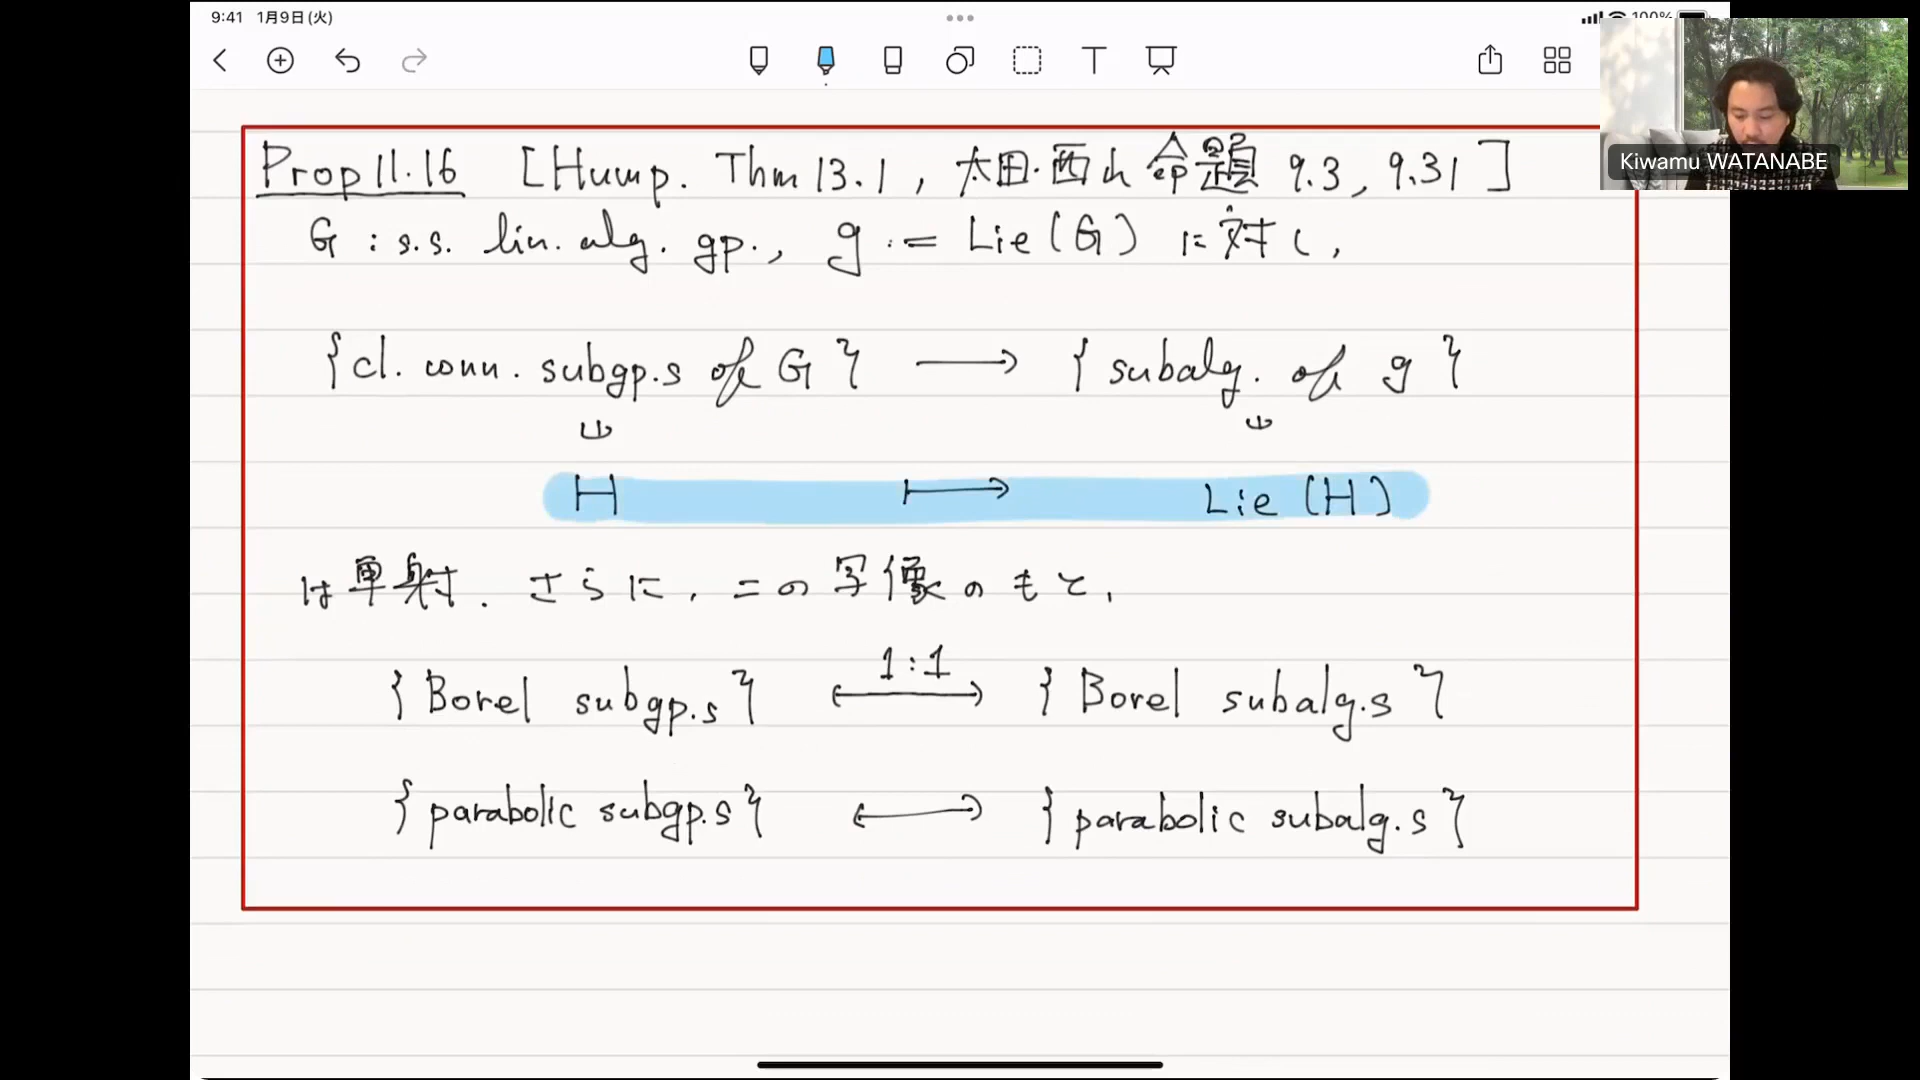 9:41 1月9日(火)
100%
Kiwamu WATANABE
Prop 11.16 [Hump. Thm 13.1, 太田・西山 命題 9.3, 9.31]
G : s.s. lin. alg. gp., g := Lie(G) に対し,
{cl. conn. subgp.s of G} → {subalg. of g}
H ↦ Lie(H)
は単射. さらに, この写像のもと,
1:1
{Borel subgp.s} ↔ {Borel subalg.s}
{parabolic subgp.s} ↔ {parabolic subalg.s}